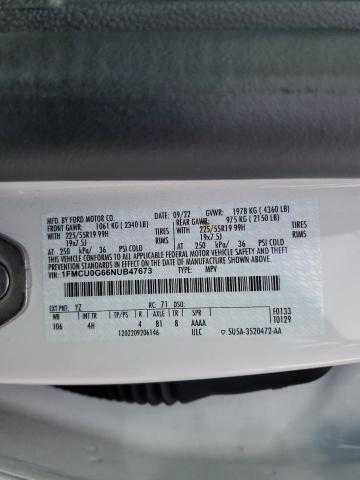 MFD. BY FORD MOTOR CO.
09/22 GVWR: 1978 KG ( 4360 LB)
FRONT GAWR: 1061 KG ( 2340 LB) REAR GAWR: 975 KG ( 2150 LB)
WITH 225/55R19 99H TIRES WITH 225/55R19 99H TIRES
19x7.5J RIMS 19x7.5J RIMS
AT 250 kPa/ 36 PSI COLD AT 250 kPa/ 36 PSI COLD
THIS VEHICLE CONFORMS TO ALL APPLICABLE FEDERAL MOTOR VEHICLE
SAFETY, BUMPER, AND THEFT PREVENTION STANDARDS IN EFFECT ON THE DATE OF MANUFACTURE SHOWN ABOVE.
VIN: 1FMCU0G66NUB47673
TYPE: MPV
EXT PNT: YZ RC: 71 DSO: F0133
WB INT TR TP/PS R AXLE TR SPR T0129
106 4H 4 81 8 AAAA
1202209206146 ULC SU5A-3520472-AA